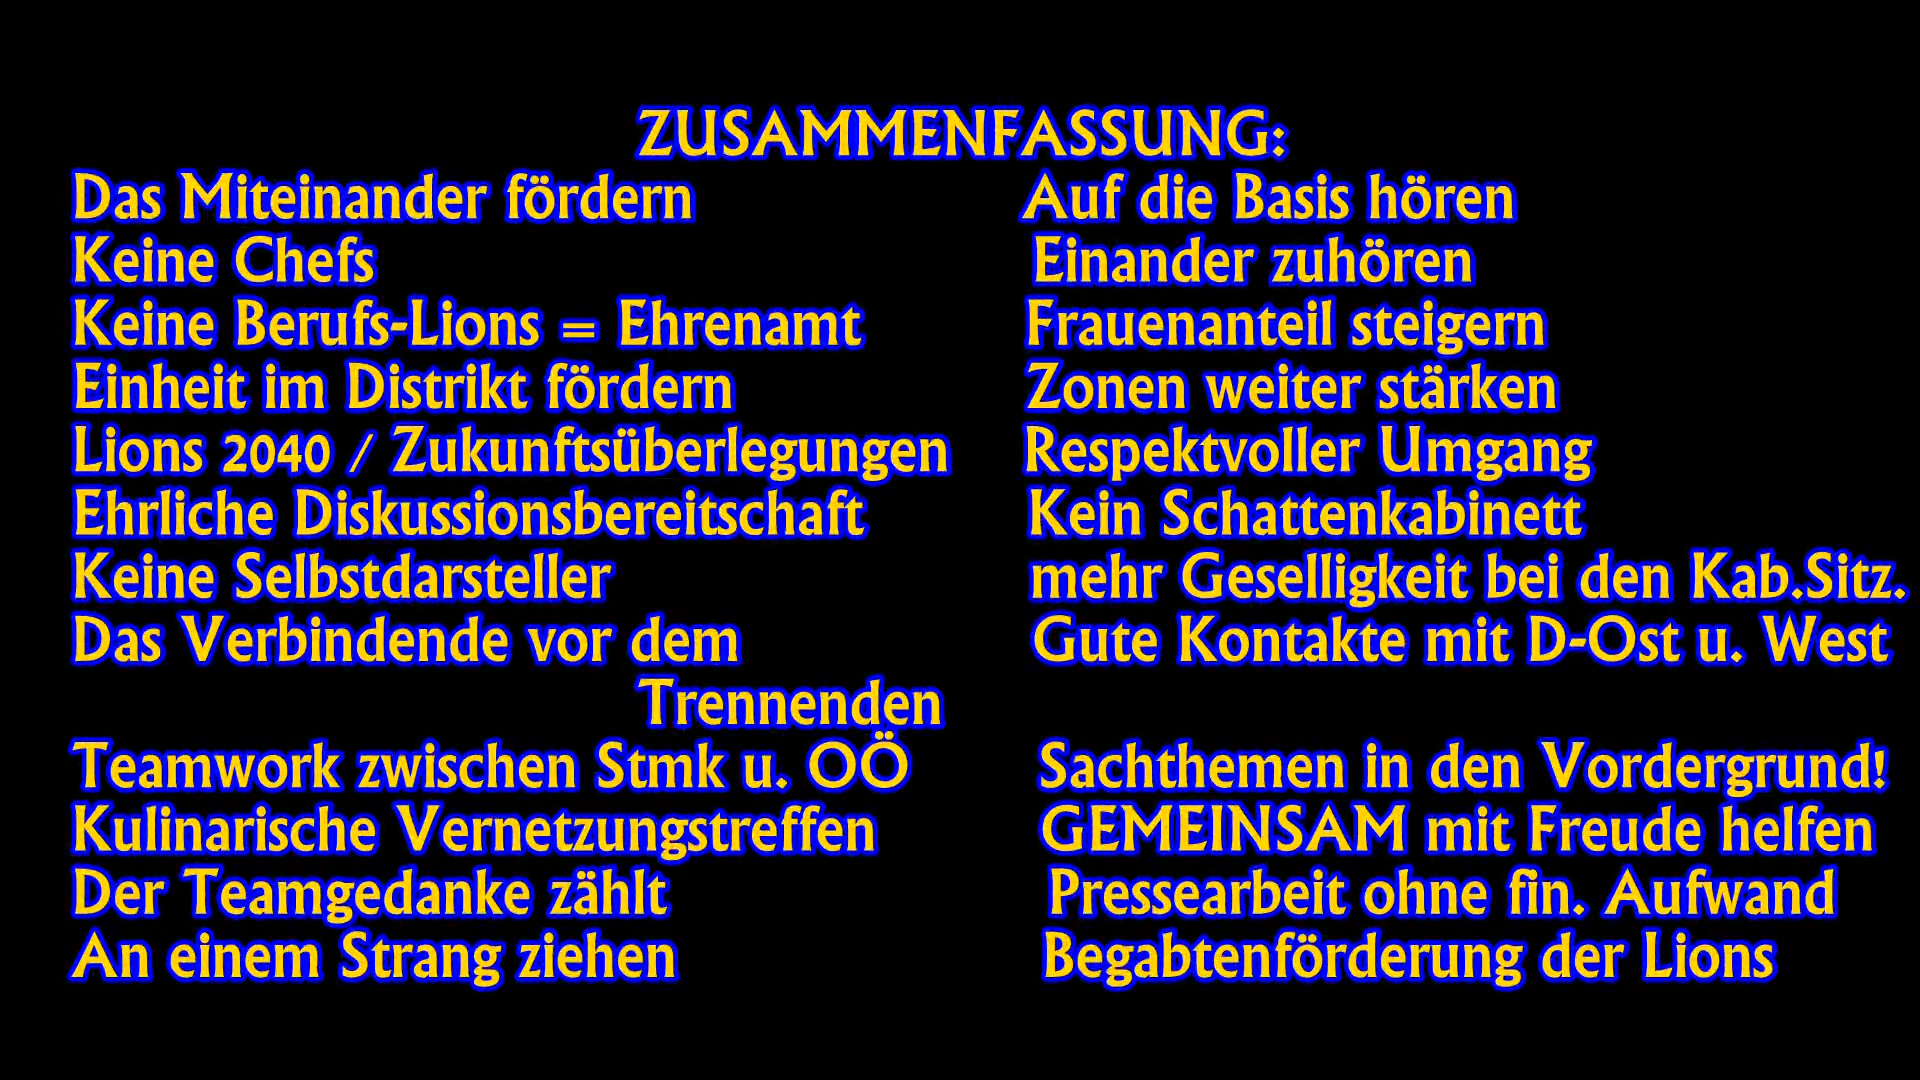 ZUSAMMENFASSUNG:
Das Miteinander fördern
Keine Chefs
Keine Berufs-Lions = Ehrenamt
Einheit im Distrikt fördern
Lions 2040 / Zukunftsüberlegungen
Ehrliche Diskussionsbereitschaft
Keine Selbstdarsteller
Das Verbindende vor dem
Trennenden
Teamwork zwischen Stmk u. OÖ
Kulinarische Vernetzungstreffen
Der Teamgedanke zählt
An einem Strang ziehen
Auf die Basis hören
Einander zuhören
Frauenanteil steigern
Zonen weiter stärken
Respektvoller Umgang
Kein Schattenkabinett
mehr Geselligkeit bei den Kab.Sitz.
Gute Kontakte mit D-Ost u. West
Sachthemen in den Vordergrund!
GEMEINSAM mit Freude helfen
Pressearbeit ohne fin. Aufwand
Begabtenförderung der Lions